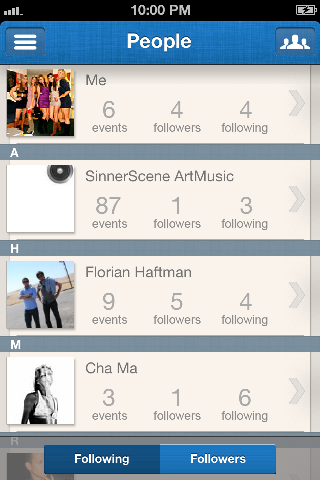 10:00 PM
People
Me
6 4 4
events followers following
A
SinnerScene ArtMusic
87 1 3
events followers following
H
Florian Haftman
9 5 4
events followers following
M
Cha Ma
3 1 6
events followers following
R
Following Followers